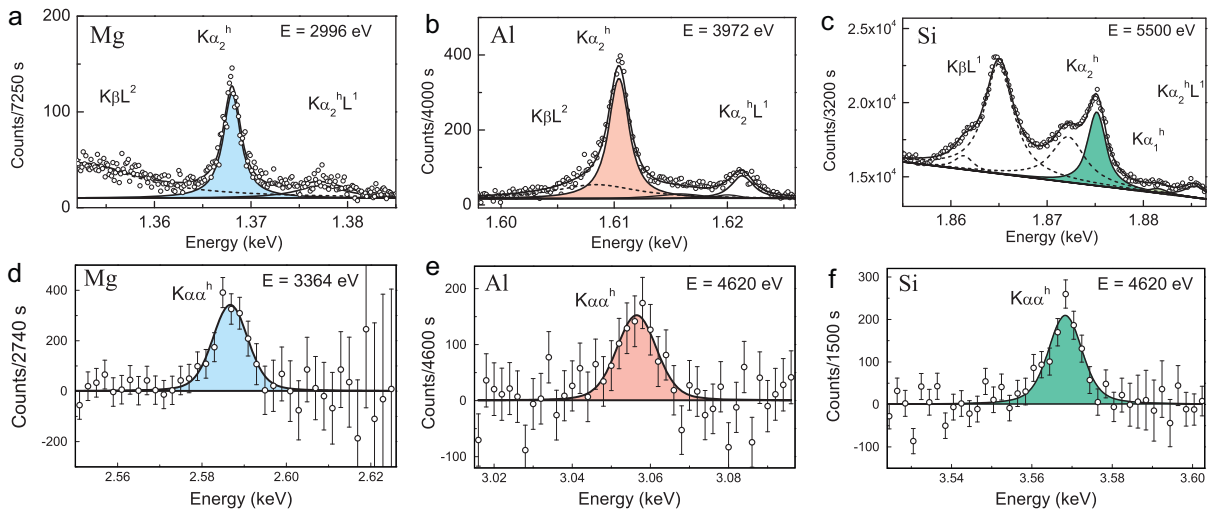 a
Mg
Kα₂ʰ
E = 2996 eV
KβL²
Kα₂ʰL¹
200
100
0
Counts/7250 s
1.36
1.37
1.38
Energy (keV)
b
Al
Kα₂ʰ
E = 3972 eV
KβL²
Kα₂ʰL¹
400
200
0
Counts/4000 s
1.60
1.61
1.62
Energy (keV)
c
Si
E = 5500 eV
KβL¹
Kα₂ʰ
Kα₂ʰL¹
Kα₁ʰ
2.5x10⁴
2.0x10⁴
1.5x10⁴
Counts/3200 s
1.86
1.87
1.88
Energy (keV)
d
Mg
E = 3364 eV
Kααʰ
400
200
0
-200
Counts/2740 s
2.56
2.58
2.60
2.62
Energy (keV)
e
Al
E = 4620 eV
Kααʰ
200
100
0
-100
Counts/4600 s
3.02
3.04
3.06
3.08
Energy (keV)
f
Si
E = 4620 eV
Kααʰ
300
200
100
0
-100
Counts/1500 s
3.54
3.56
3.58
3.60
Energy (keV)